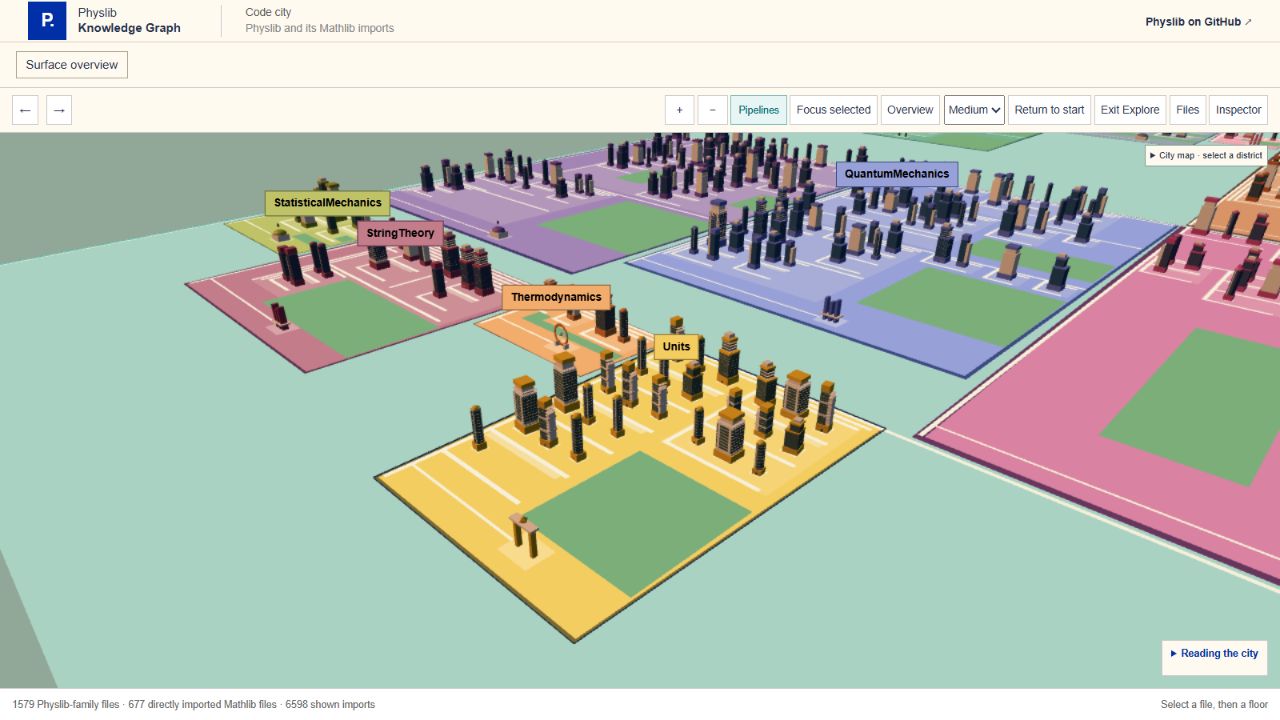 P.
Physlib
Knowledge Graph
Code city
Physlib and its Mathlib imports
Physlib on GitHub ↗
Surface overview
← →
+ − Pipelines Focus selected Overview Medium Return to start Exit Explore Files Inspector
▶ City map · select a district
QuantumMechanics
StatisticalMechanics
StringTheory
Thermodynamics
Units
▶ Reading the city
1579 Physlib-family files · 677 directly imported Mathlib files · 6598 shown imports
Select a file, then a floor